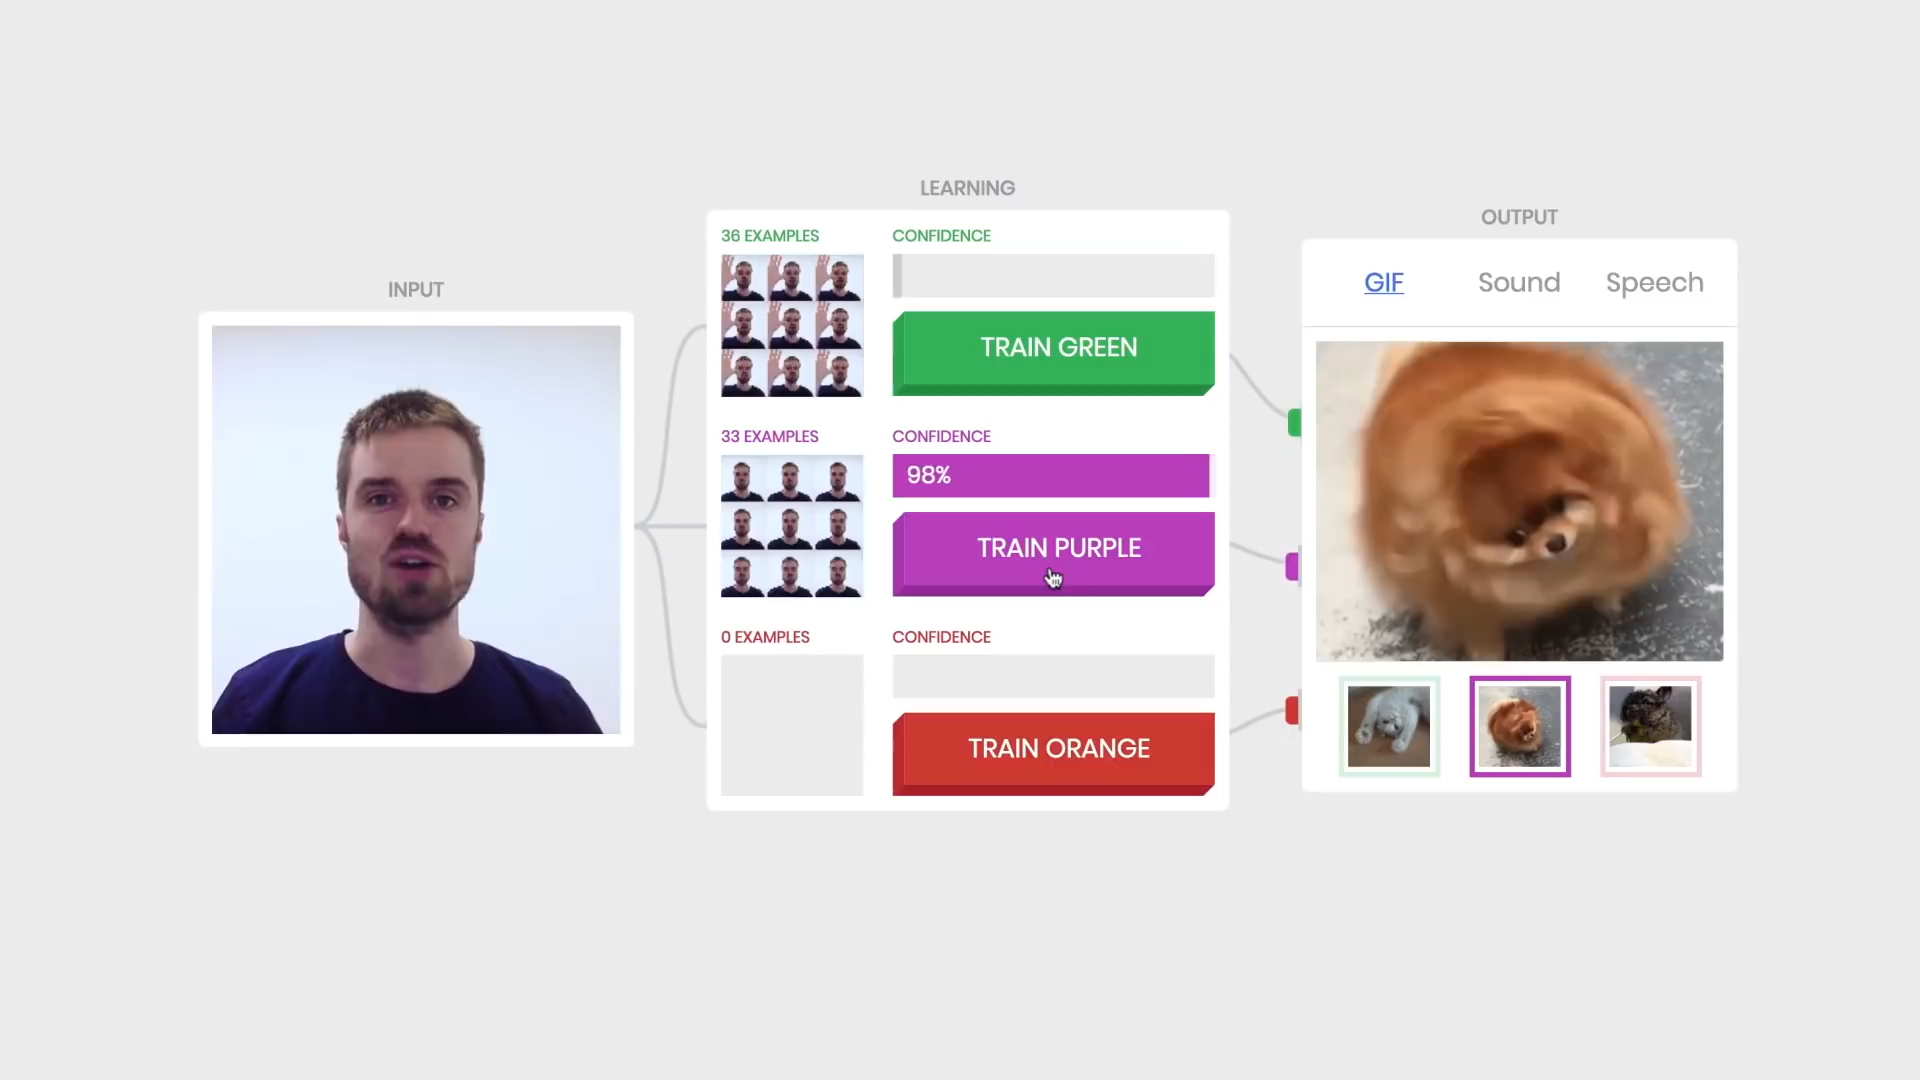 INPUT
LEARNING
36 EXAMPLES
CONFIDENCE
TRAIN GREEN
33 EXAMPLES
CONFIDENCE
98%
TRAIN PURPLE
0 EXAMPLES
CONFIDENCE
TRAIN ORANGE
OUTPUT
GIF Sound Speech